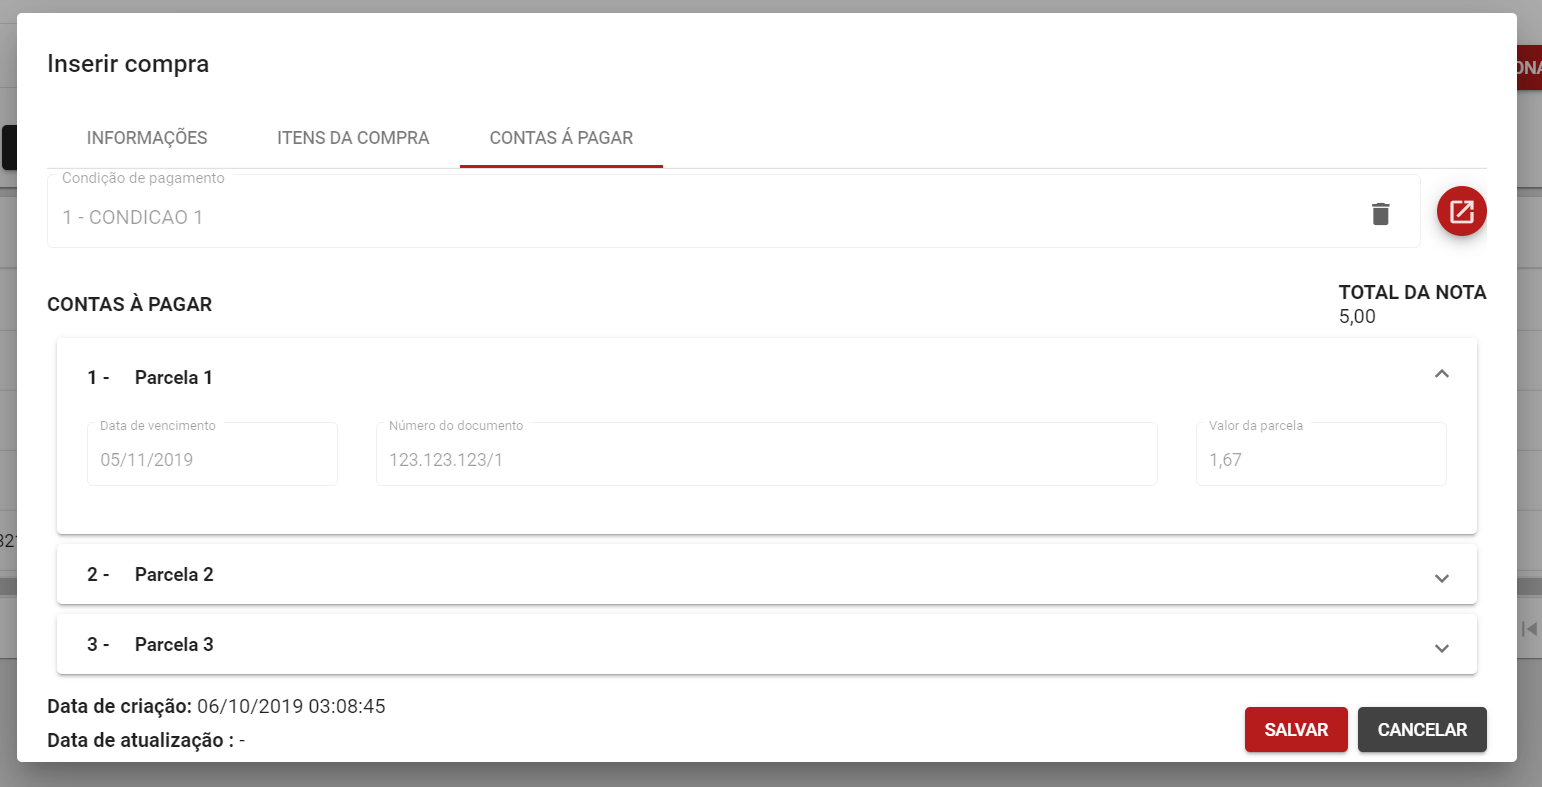 Inserir compra
INFORMAÇÕES
ITENS DA COMPRA
CONTAS Á PAGAR
Condição de pagamento
1 - CONDICAO 1
CONTAS À PAGAR
TOTAL DA NOTA
5,00
1 - Parcela 1
Data de vencimento
05/11/2019
Número do documento
123.123.123/1
Valor da parcela
1,67
2 - Parcela 2
3 - Parcela 3
Data de criação: 06/10/2019 03:08:45
Data de atualização : -
SALVAR
CANCELAR